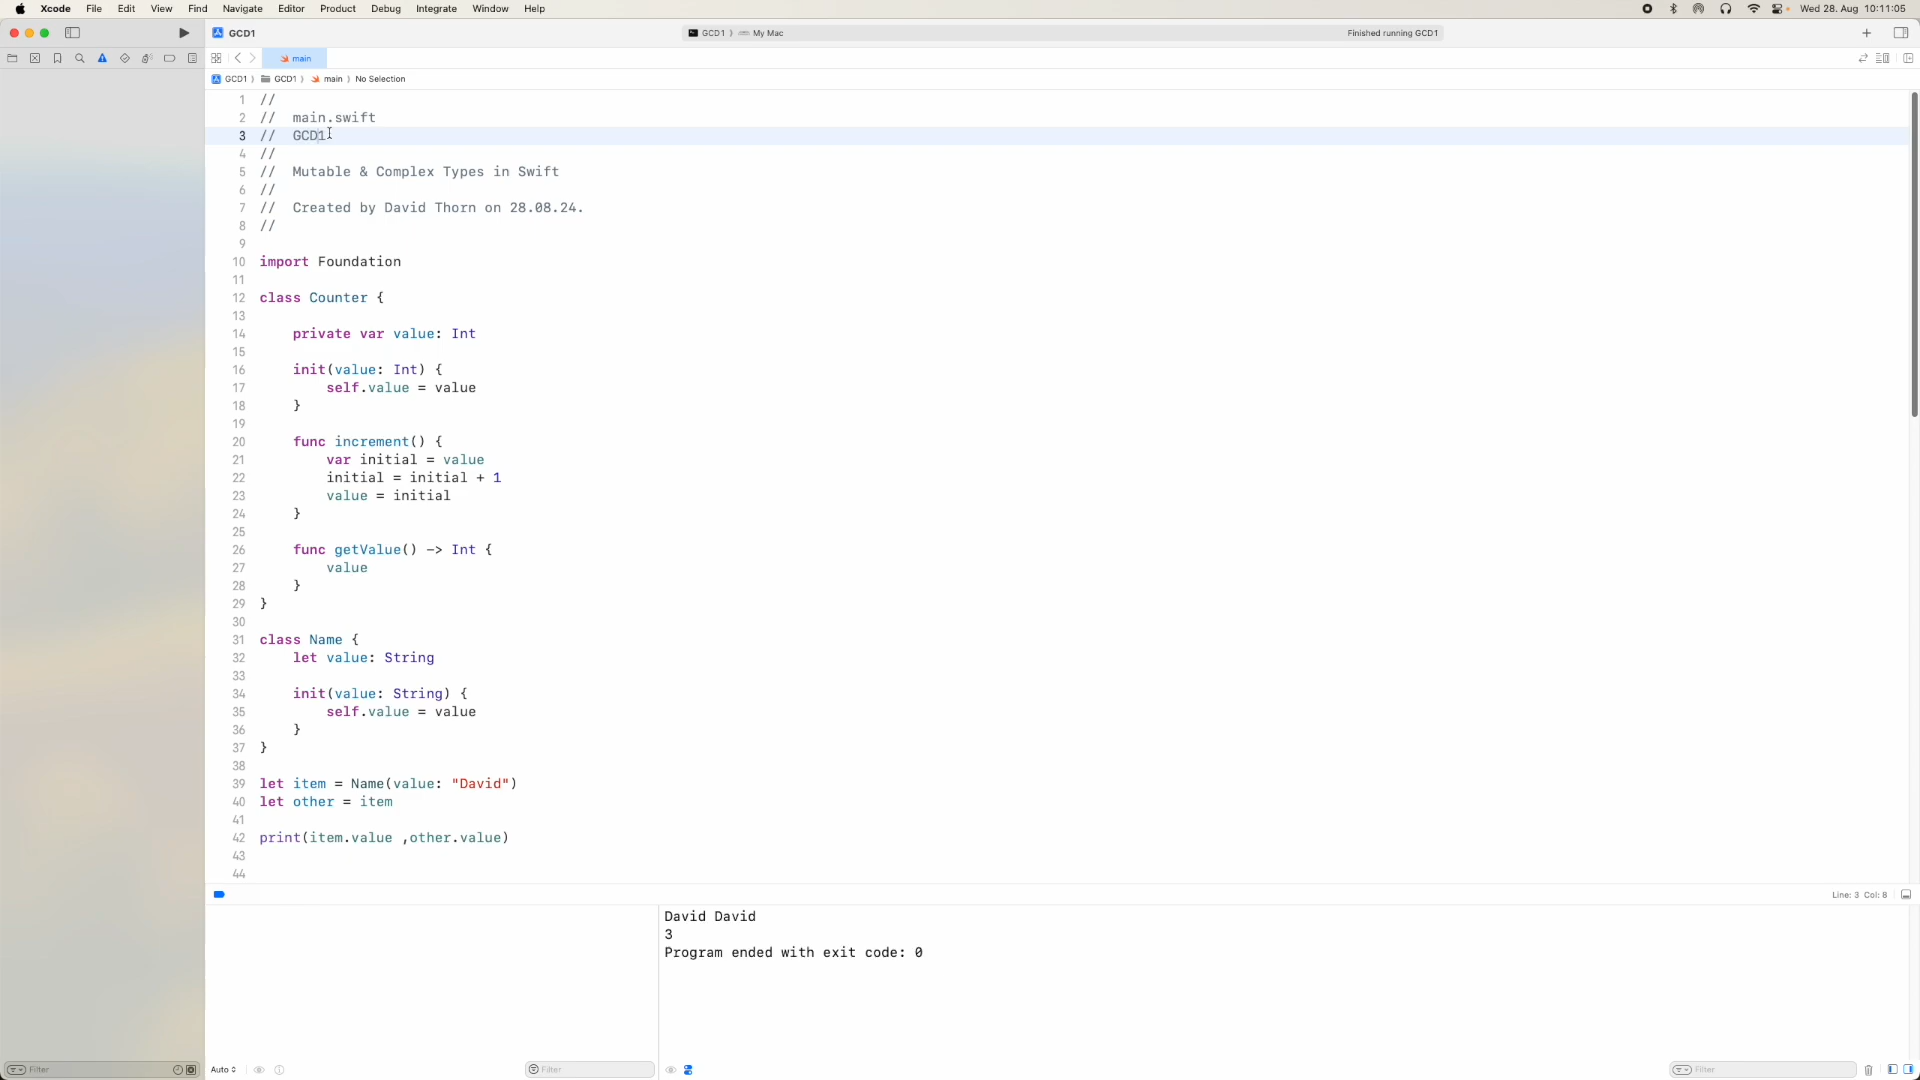 Xcode File Edit View Find Navigate Editor Product Debug Integrate Window Help Wed 28. Aug 10:11:05
GCD1 GCD1 My Mac Finished running GCD1
main
GCD1 GCD1 main No Selection
1 //
2 // main.swift
3 // GCD1
4 //
5 // Mutable & Complex Types in Swift
6 //
7 // Created by David Thorn on 28.08.24.
8 //
9
10 import Foundation
11
12 class Counter {
13
14 private var value: Int
15
16 init(value: Int) {
17 self.value = value
18 }
19
20 func increment() {
21 var initial = value
22 initial = initial + 1
23 value = initial
24 }
25
26 func getValue() -> Int {
27 value
28 }
29 }
30
31 class Name {
32 let value: String
33
34 init(value: String) {
35 self.value = value
36 }
37 }
38
39 let item = Name(value: "David")
40 let other = item
41
42 print(item.value ,other.value)
43
44
Line: 3 Col: 8
David David
3
Program ended with exit code: 0
Filter Auto Filter Filter